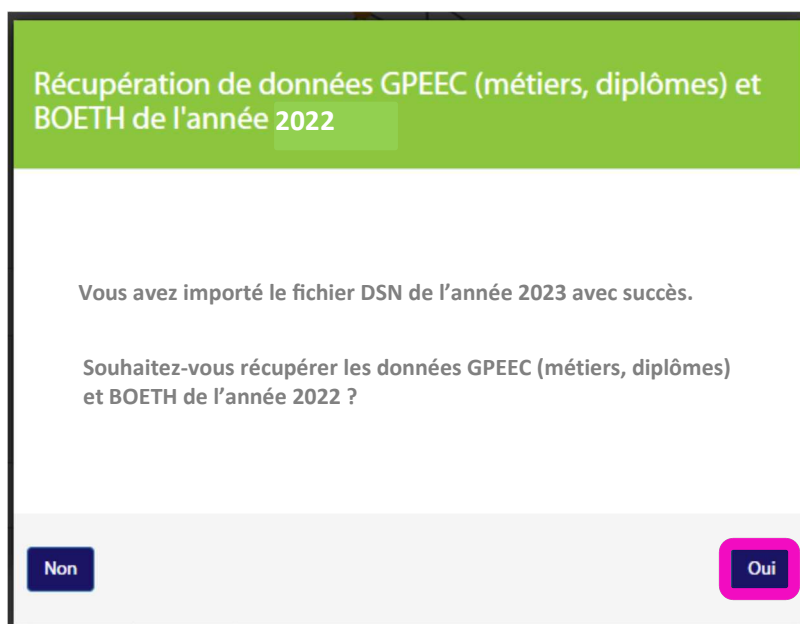 Récupération de données GPEEC (métiers, diplômes) et
BOETH de l'année 2022
Vous avez importé le fichier DSN de l’année 2023 avec succès.
Souhaitez-vous récupérer les données GPEEC (métiers, diplômes)
et BOETH de l’année 2022 ?
Non
Oui